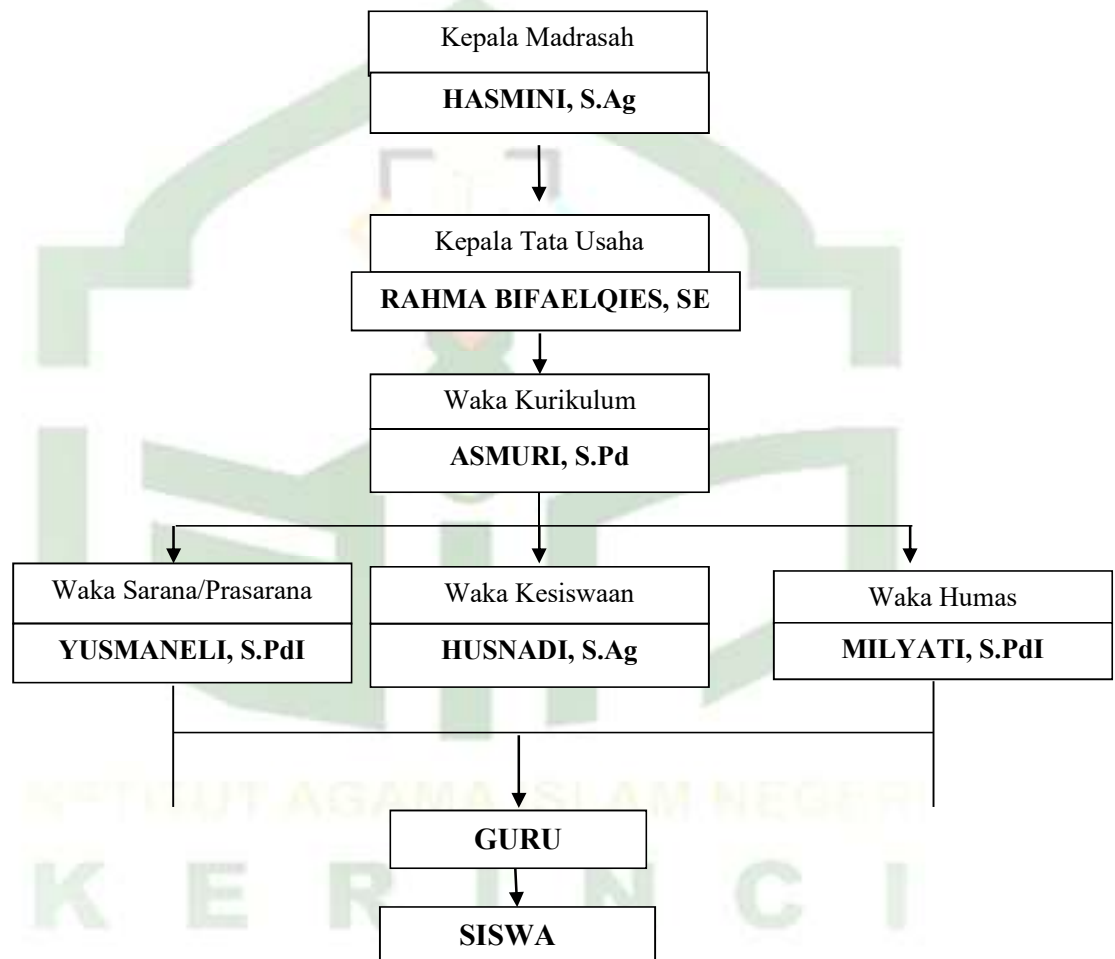 Kepala Madrasah
HASMINI, S.Ag
Kepala Tata Usaha
RAHMA BIFAELQIES, SE
Waka Kurikulum
ASMURI, S.Pd
Waka Sarana/Prasarana
YUSMANELI, S.PdI
Waka Kesiswaan
HUSNADI, S.Ag
Waka Humas
MILYATI, S.PdI
INSTITUT AGAMA ISLAM NEGERI
GURU
KERINCI
SISWA